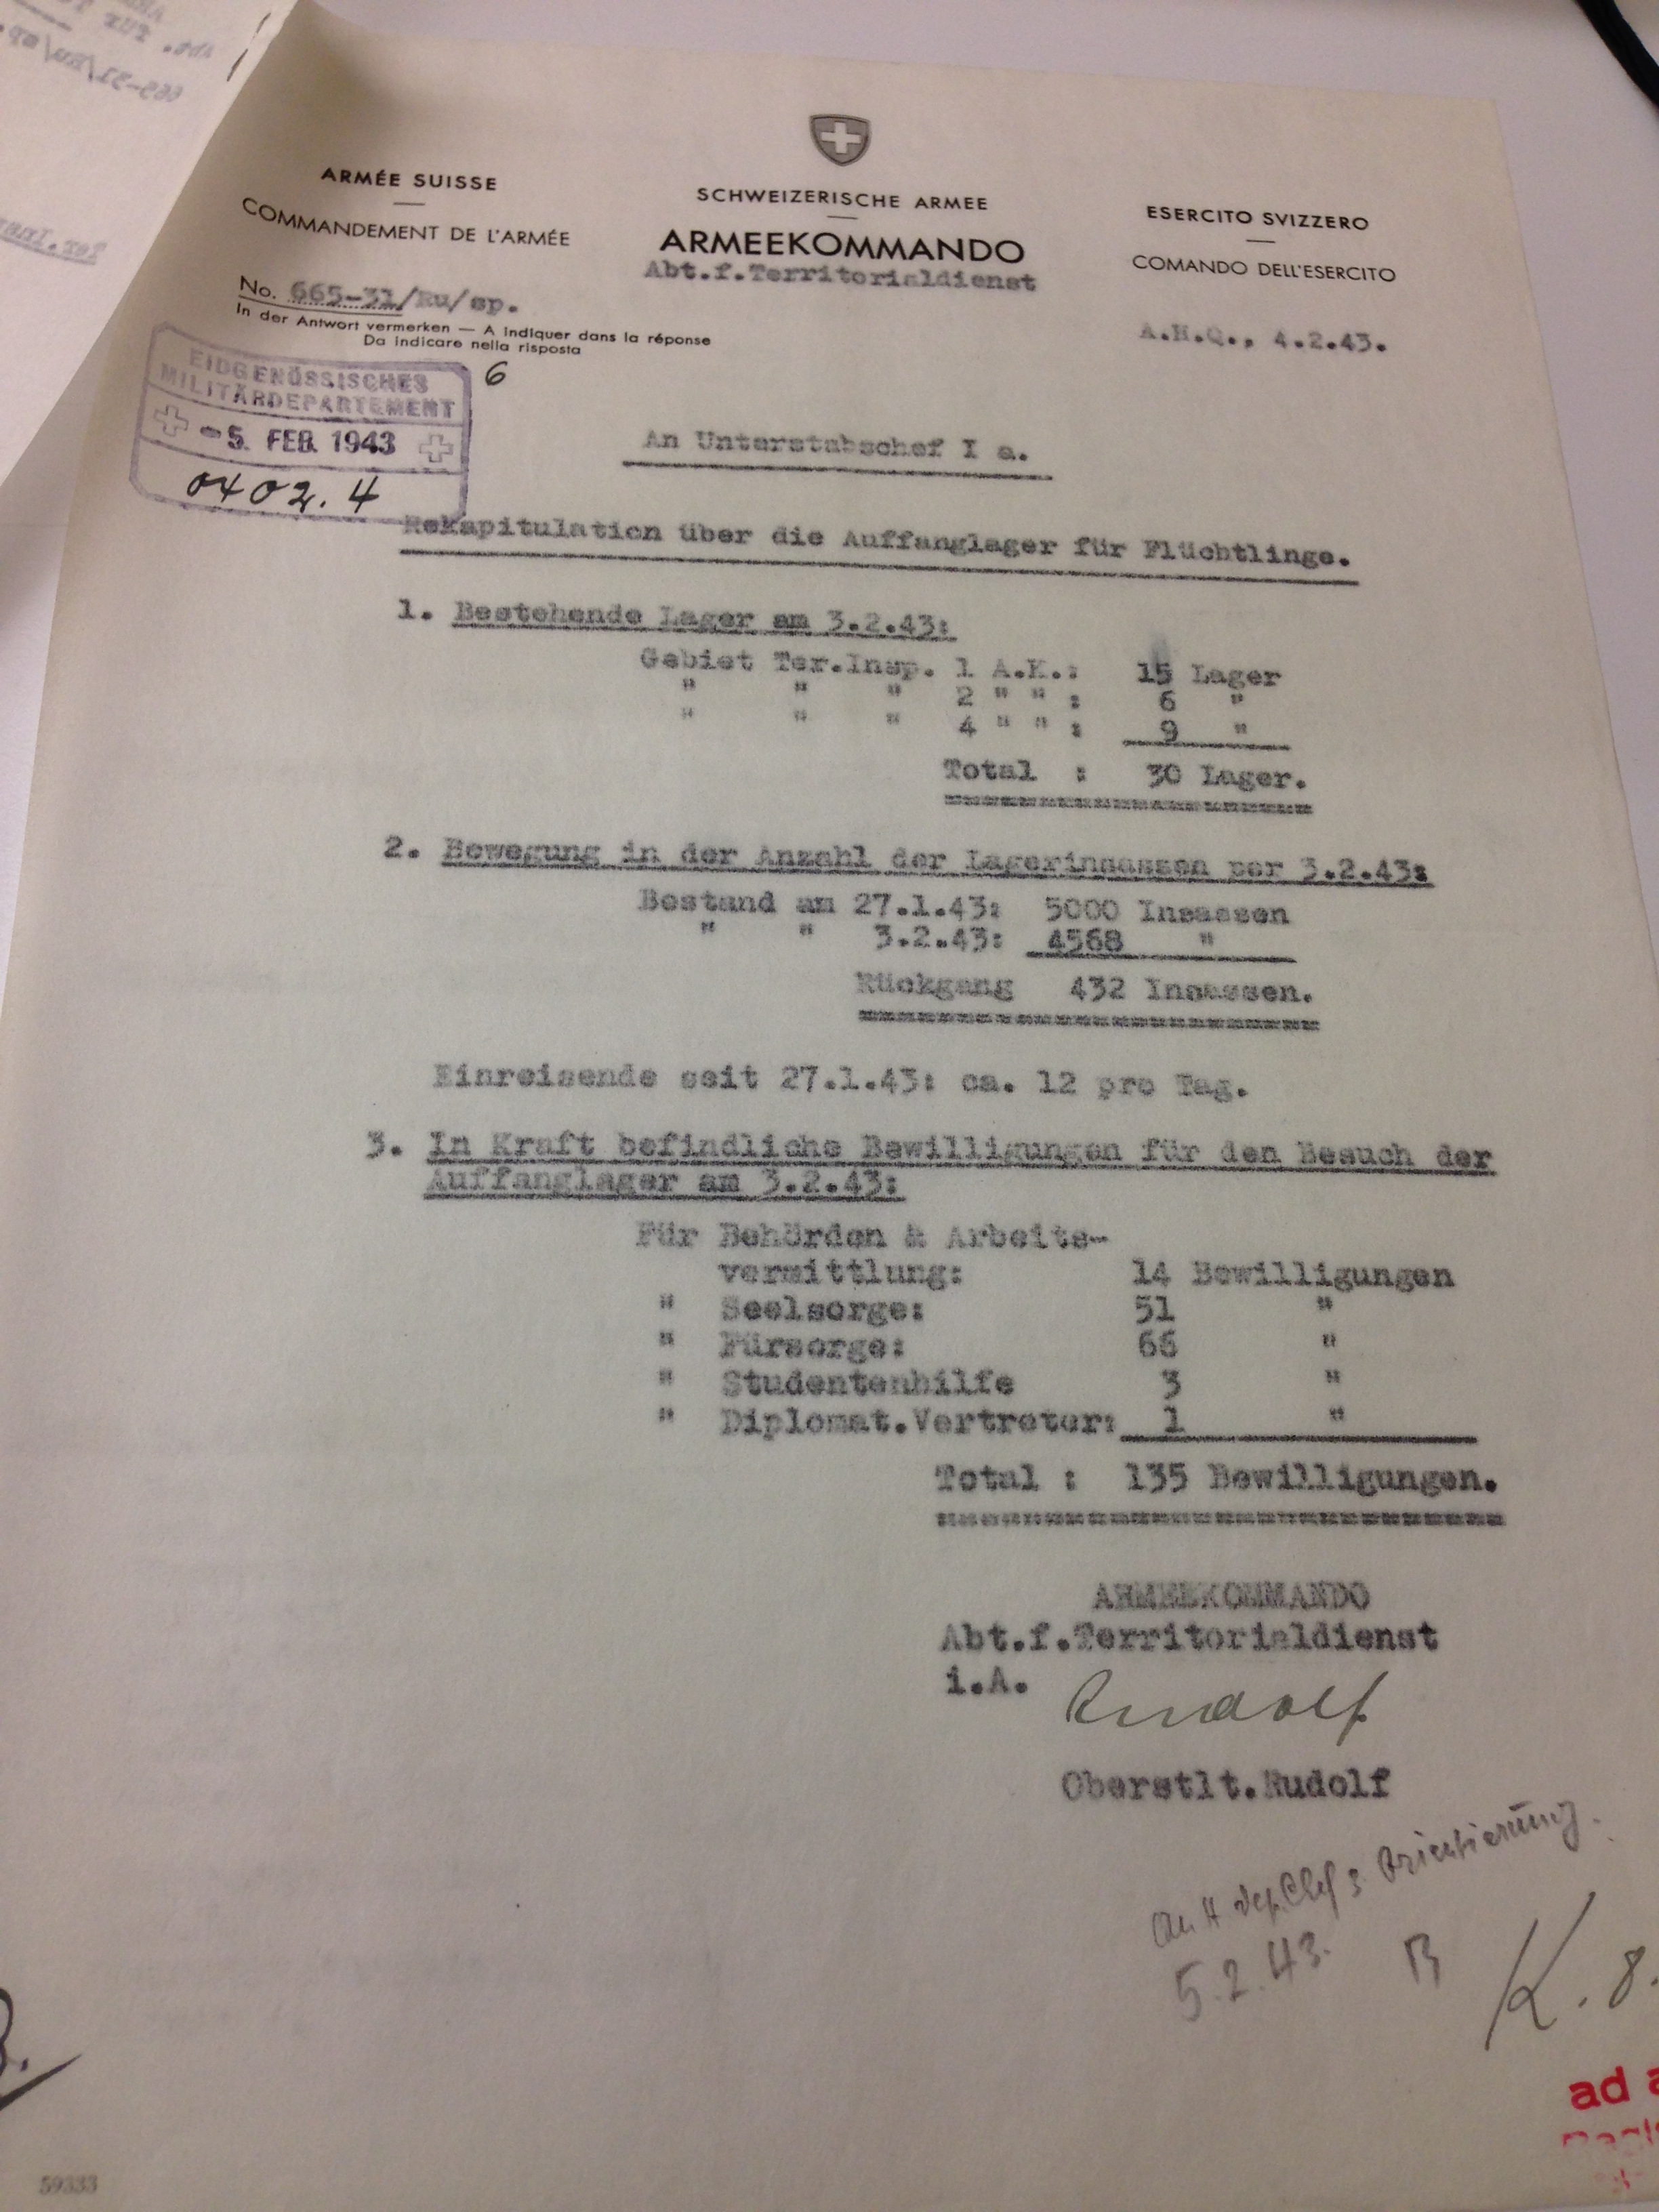 ARMÉE SUISSE
COMMANDEMENT DE L'ARMÉE
SCHWEIZERISCHE ARMEE
ARMEEKOMMANDO
Abt.f.Territorialdienst
ESERCITO SVIZZERO
COMANDO DELL'ESERCITO
No. 665-31/Ru/sp.
In der Antwort vermerken — A indiquer dans la réponse
Da indicare nella risposta
A.H.Q., 4.2.43.
6
EIDGENÖSSISCHES
MILITÄRDEPARTEMENT
-5. FEB. 1943
0402.4
An Unterstabschef I a.
Rekapitulation über die Auffanglager für Flüchtlinge.
1. Bestehende Lager am 3.2.43:
Gebiet Ter.Insp. 1 A.K.: 15 Lager
" " " 2 " " : 6 "
" " " 4 " " : 9 "
Total : 30 Lager.
2. Bewegung in der Anzahl der Lagerinsassen per 3.2.43:
Bestand am 27.1.43: 5000 Insassen
" " 3.2.43: 4568 "
Rückgang 432 Insassen.
Einreisende seit 27.1.43: ca. 12 pro Tag.
3. In Kraft befindliche Bewilligungen für den Besuch der
Auffanglager am 3.2.43:
Für Behörden & Arbeits-
vermittlung: 14 Bewilligungen
" Seelsorge: 51 "
" Fürsorge: 66 "
" Studentenhilfe 3 "
" Diplomat.Vertreter: 1 "
Total : 135 Bewilligungen.
ARMEEKOMMANDO
Abt.f.Territorialdienst
i.A. Rudolf
Oberstlt.Rudolf
Orientierung.
5.2.43.
K. 8.
ad
59333